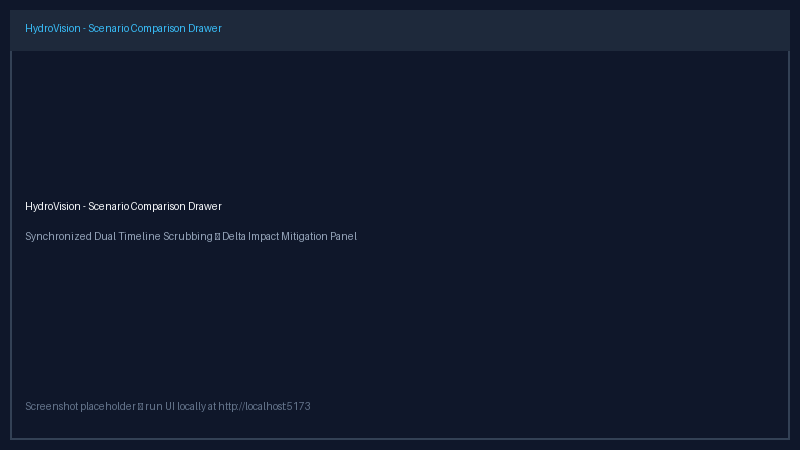 HydroVision - Scenario Comparison Drawer
HydroVision - Scenario Comparison Drawer
Synchronized Dual Timeline Scrubbing ▯ Delta Impact Mitigation Panel
Screenshot placeholder ▯ run UI locally at http://localhost:5173